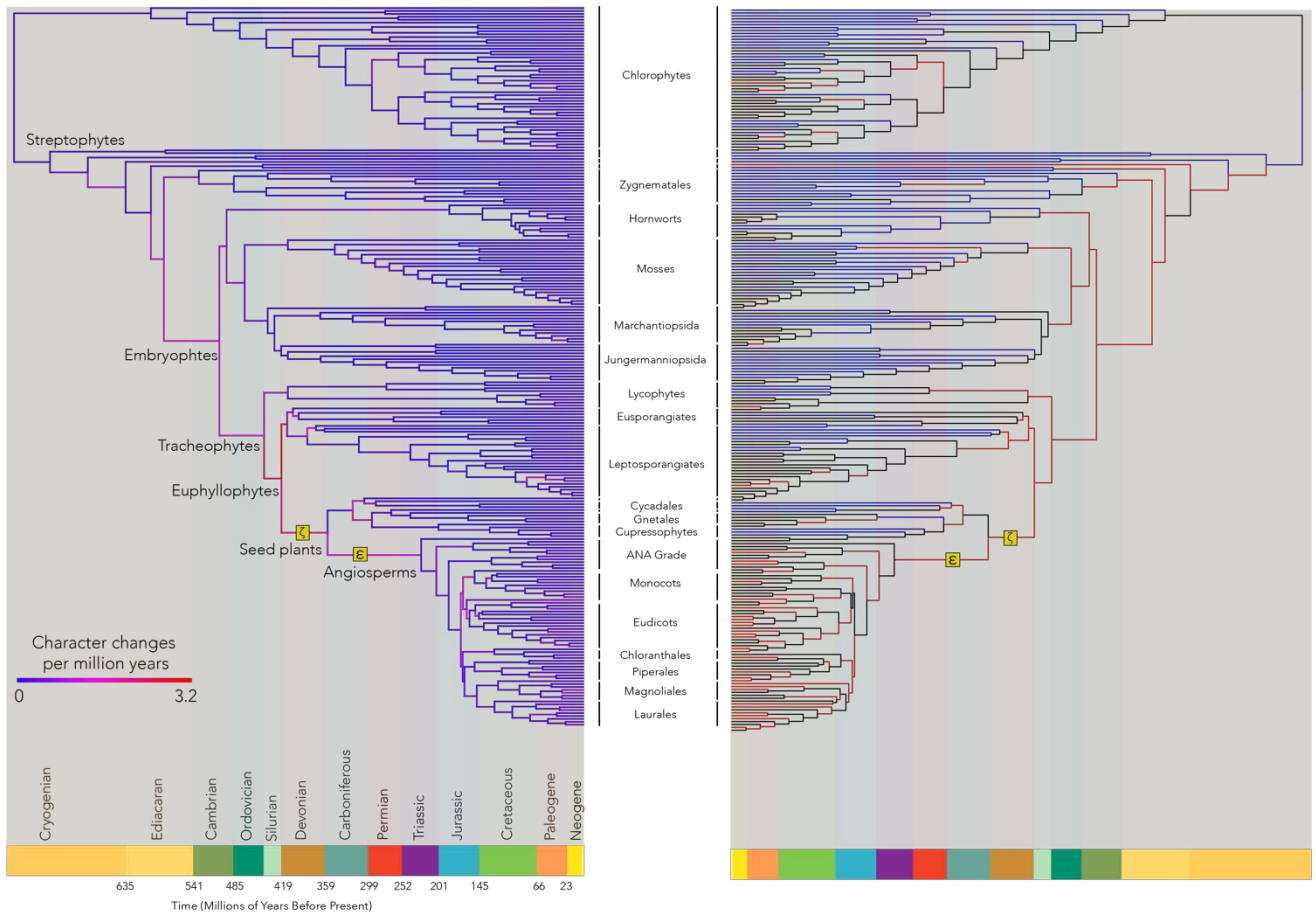 Streptophytes
Embryophtes
Tracheophytes
Euphyllophytes
ζ
Seed plants
ε
Angiosperms
Character changes
per million years
0 3.2
Chlorophytes
Zygnematales
Hornworts
Mosses
Marchantiopsida
Jungermanniopsida
Lycophytes
Eusporangiates
Leptosporangiates
Cycadales
Gnetales
Cupressophytes
ANA Grade
Monocots
Eudicots
Chloranthales
Piperales
Magnoliales
Laurales
ζ
ε
Cryogenian
Ediacaran
Cambrian
Ordovician
Silurian
Devonian
Carboniferous
Permian
Triassic
Jurassic
Cretaceous
Paleogene
Neogene
635 541 485 419 359 299 252 201 145 66 23
Time (Millions of Years Before Present)